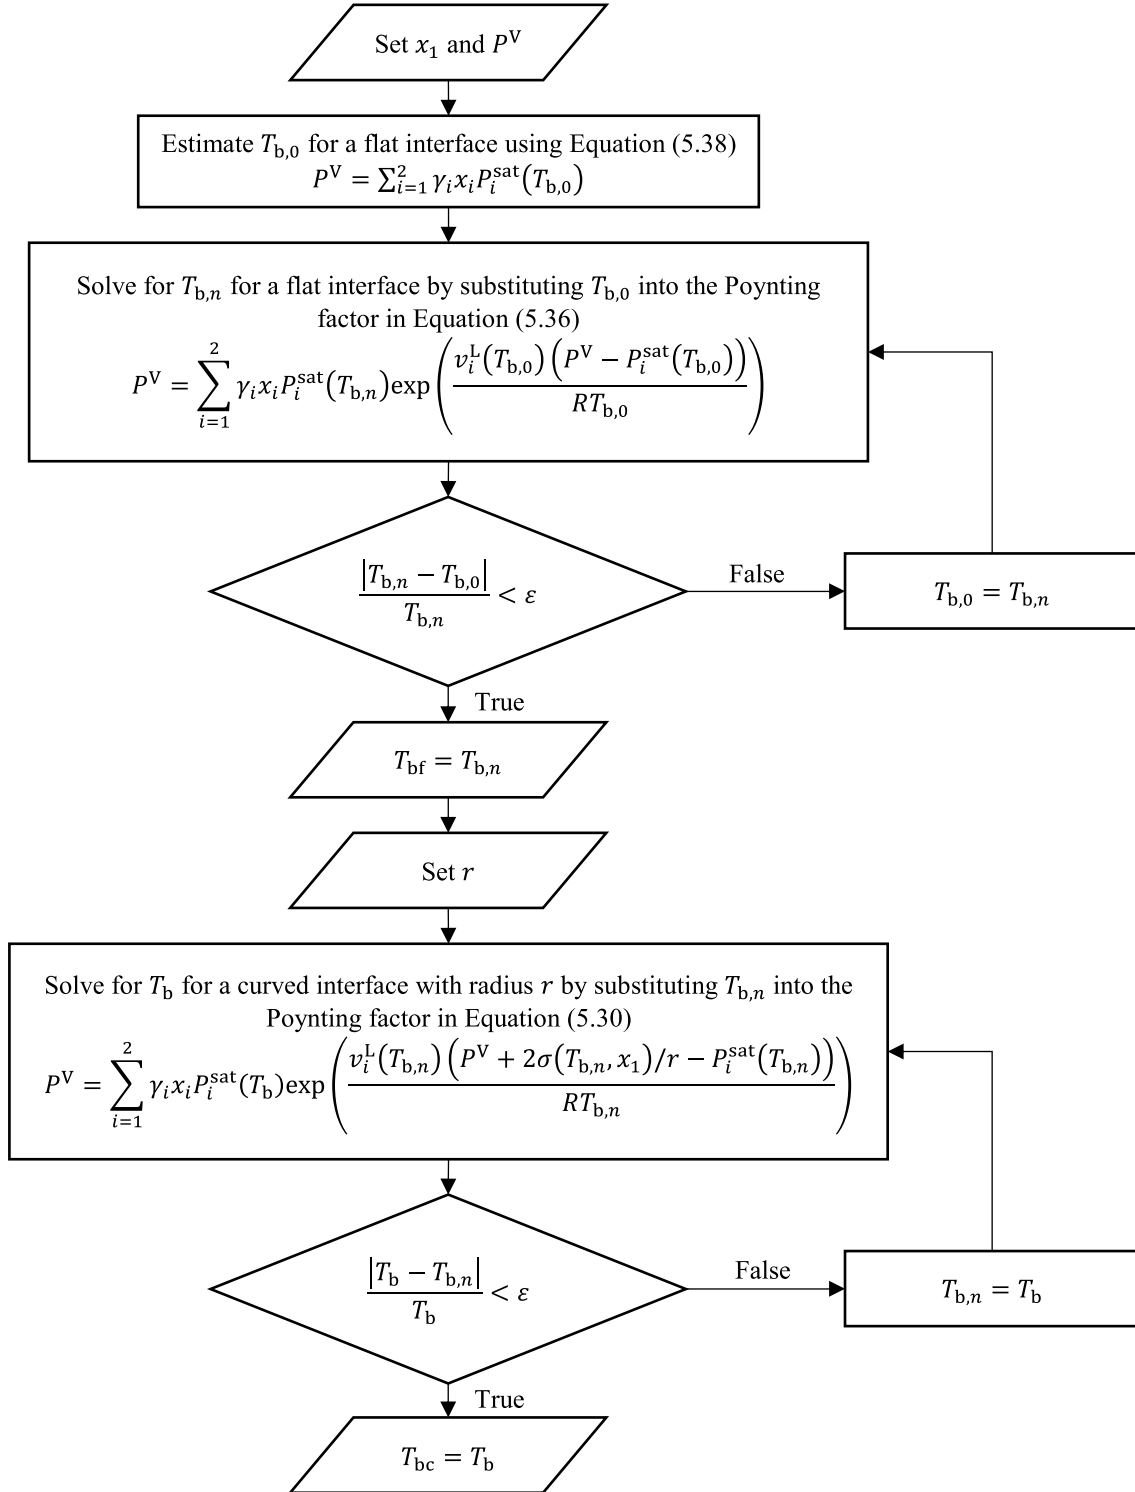 Set x₁ and Pⱽ
Estimate T_b,0 for a flat interface using Equation (5.38)
Pⱽ = ∑²ᵢ₌₁ γᵢxᵢPᵢˢᵃᵗ(T_b,0)
Solve for T_b,n for a flat interface by substituting T_b,0 into the Poynting
factor in Equation (5.36)
Pⱽ = ∑²ᵢ₌₁ γᵢxᵢPᵢˢᵃᵗ(T_b,n)exp(vᵢᴸ(T_b,0)(Pⱽ − Pᵢˢᵃᵗ(T_b,0))/RT_b,0)
|T_b,n − T_b,0|/T_b,n < ε
False
T_b,0 = T_b,n
True
T_bf = T_b,n
Set r
Solve for T_b for a curved interface with radius r by substituting T_b,n into the
Poynting factor in Equation (5.30)
Pⱽ = ∑²ᵢ₌₁ γᵢxᵢPᵢˢᵃᵗ(T_b)exp(vᵢᴸ(T_b,n)(Pⱽ + 2σ(T_b,n, x₁)/r − Pᵢˢᵃᵗ(T_b,n))/RT_b,n)
|T_b − T_b,n|/T_b < ε
False
T_b,n = T_b
True
T_bc = T_b